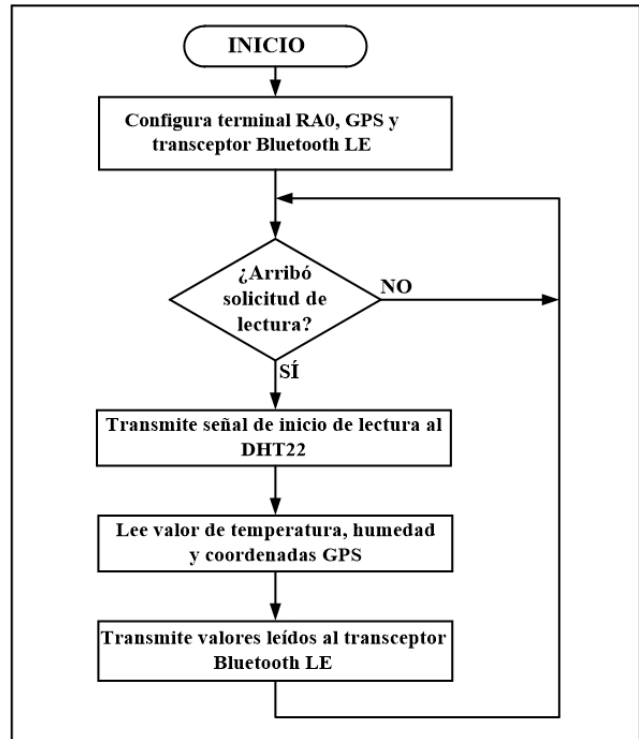 INICIO
Configura terminal RA0, GPS y
transceptor Bluetooth LE
¿Arribó
solicitud de
lectura?
NO
SÍ
Transmite señal de inicio de lectura al
DHT22
Lee valor de temperatura, humedad
y coordenadas GPS
Transmite valores leídos al transceptor
Bluetooth LE